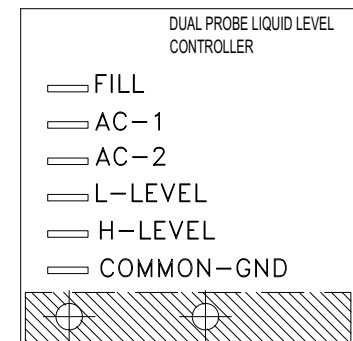 DUAL PROBE LIQUID LEVEL
CONTROLLER
FILL
AC-1
AC-2
L-LEVEL
H-LEVEL
COMMON-GND